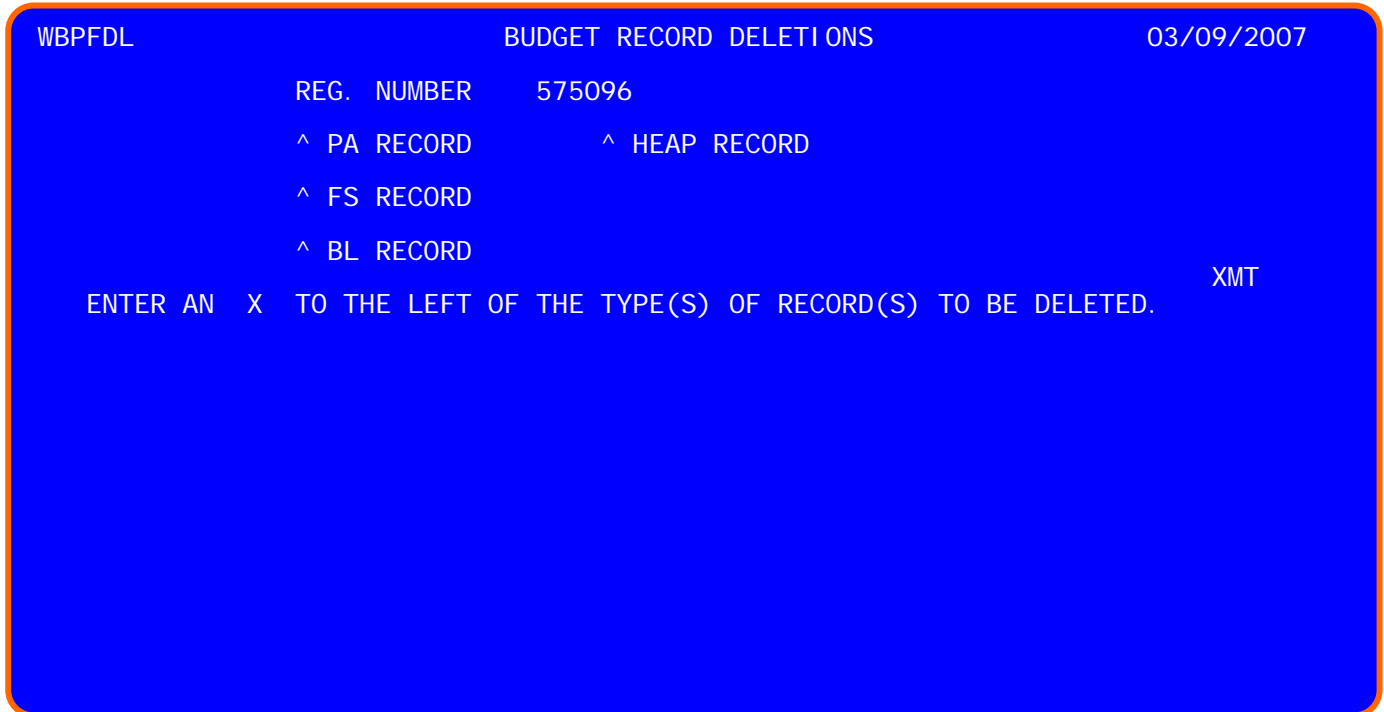 WBPFDL BUDGET RECORD DELETIONS 03/09/2007
REG. NUMBER 575096
^ PA RECORD ^ HEAP RECORD
^ FS RECORD
^ BL RECORD
XMT
ENTER AN X TO THE LEFT OF THE TYPE(S) OF RECORD(S) TO BE DELETED.